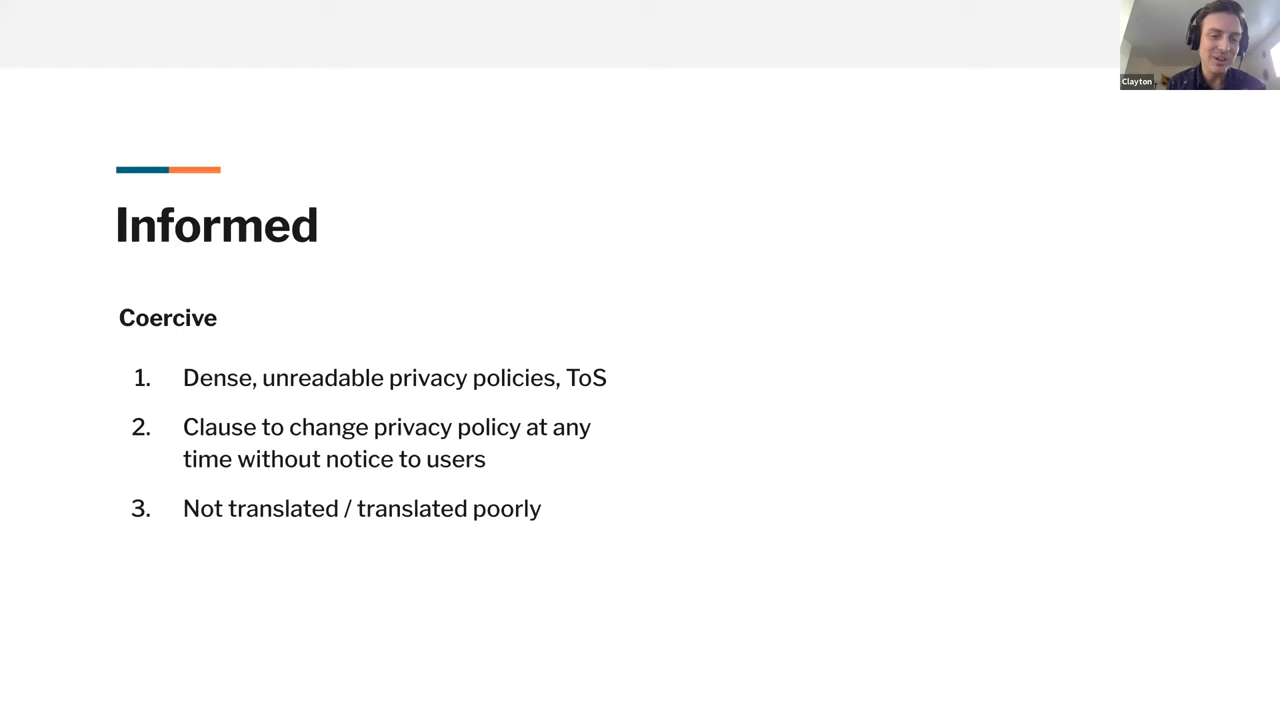 Clayton
Informed
Coercive
1. Dense, unreadable privacy policies, ToS
2. Clause to change privacy policy at any
time without notice to users
3. Not translated / translated poorly